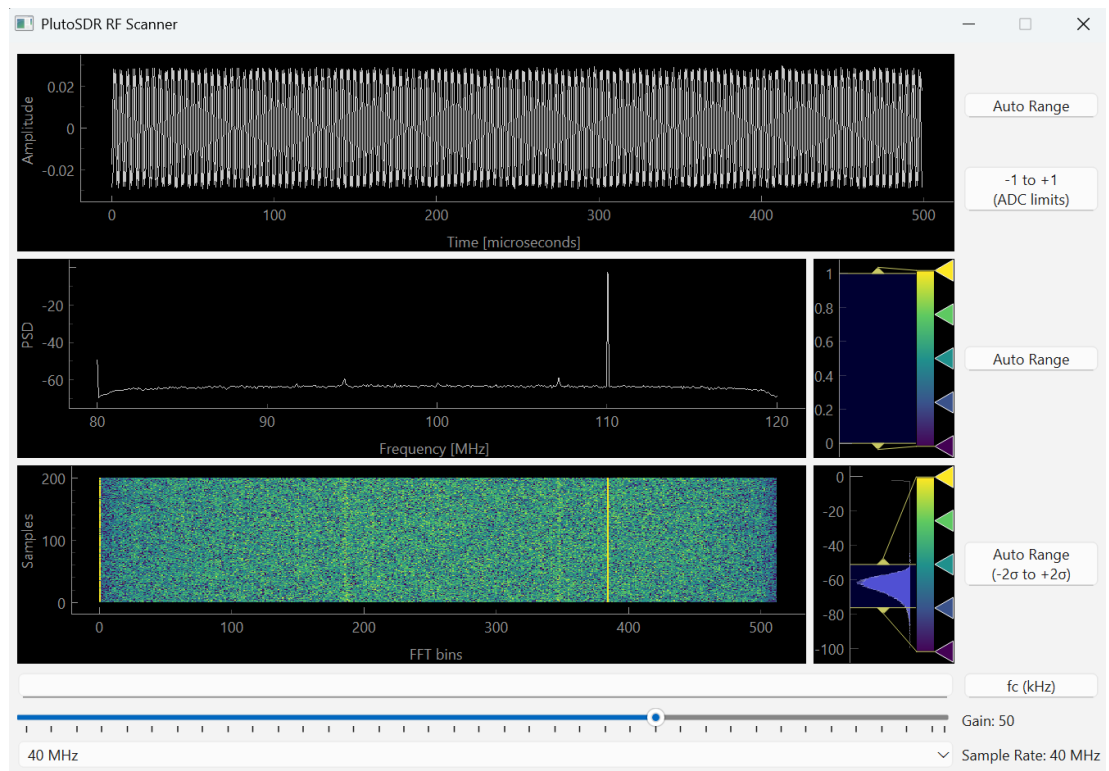 PlutoSDR RF Scanner
Amplitude
0.02
0
-0.02
0 100 200 300 400 500
Time [microseconds]
Auto Range
-1 to +1
(ADC limits)
PSD
-20
-40
-60
80 90 100 110 120
Frequency [MHz]
1
0.8
0.6
0.4
0.2
0
Auto Range
Samples
200
100
0
0 100 200 300 400 500
FFT bins
0
-20
-40
-60
-80
-100
Auto Range
(-2σ to +2σ)
fc (kHz)
Gain: 50
40 MHz
Sample Rate: 40 MHz